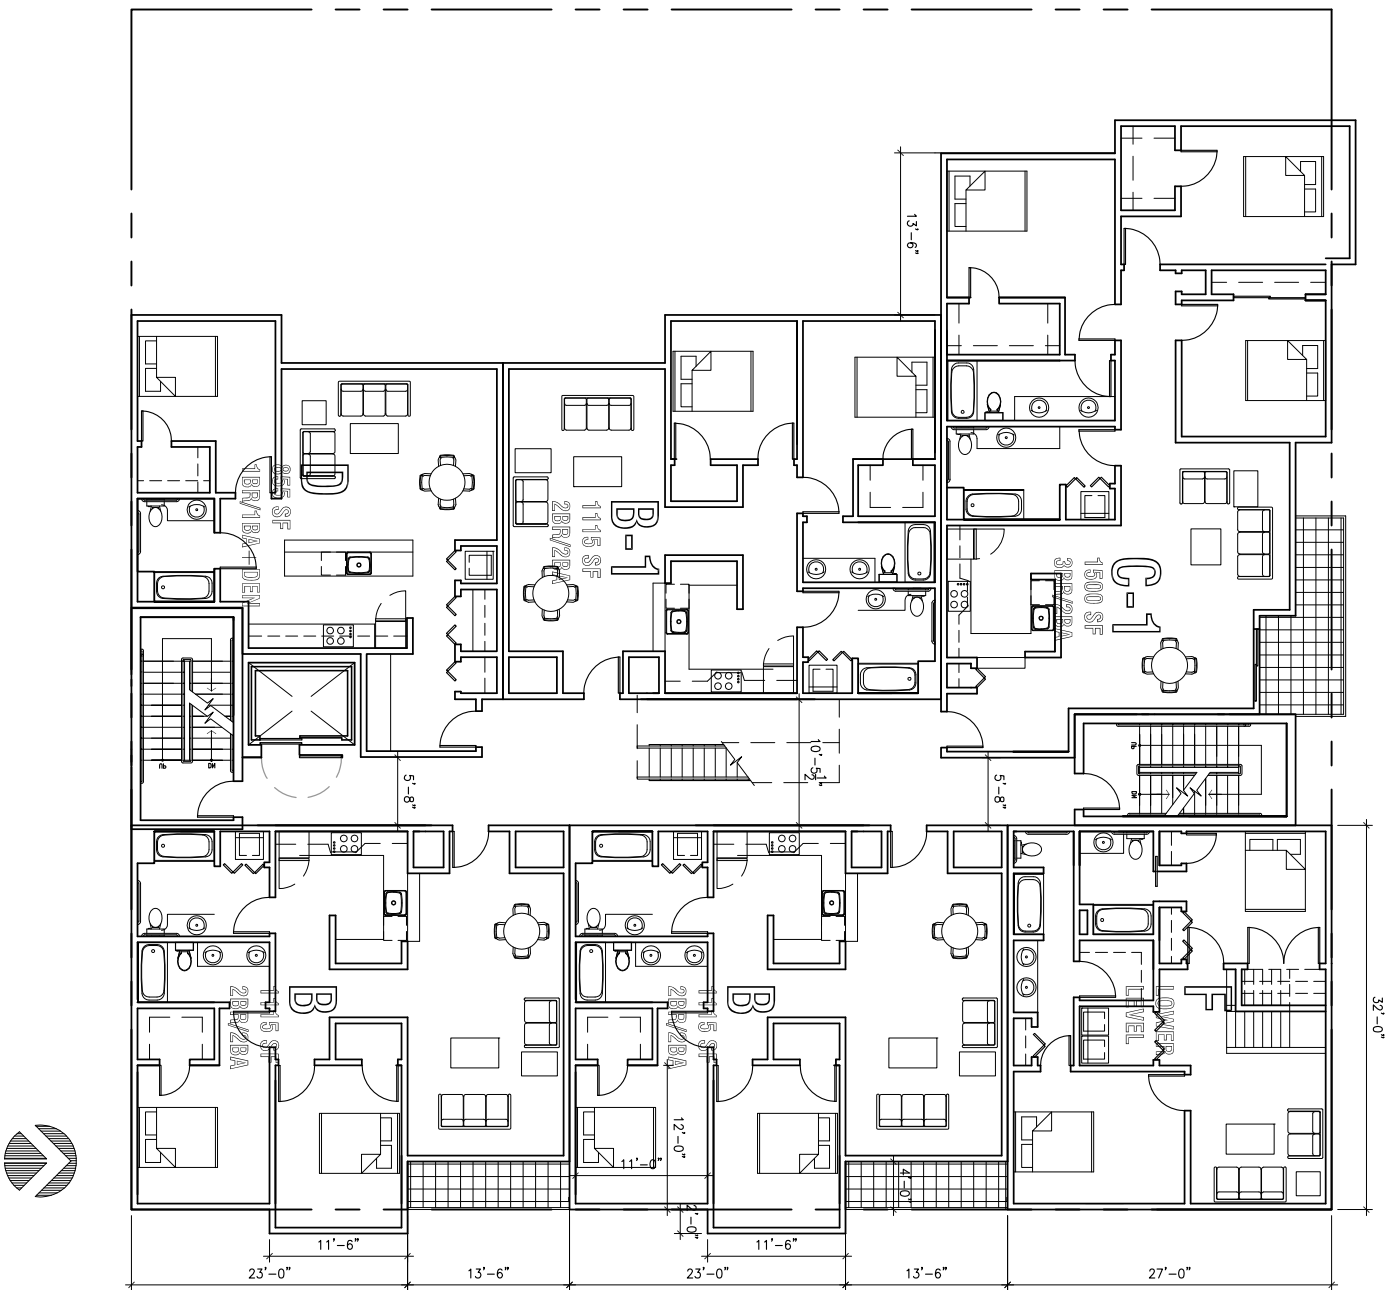 13'-6"
D
855 SF
1BR/1BA+DEN
B-1
1115 SF
2BR/2BA
C-1
1500 SF
3BR/2BA
UP
DN
5'-8"
10'-5½"
5'-8"
UP
DN
B
1115 SF
2BR/2BA
B
1115 SF
2BR/2BA
F
LOWER
LEVEL
32'-0"
12'-0"
11'-0"
4'-0"
2'-0"
11'-6"
11'-6"
23'-0"
13'-6"
23'-0"
13'-6"
27'-0"